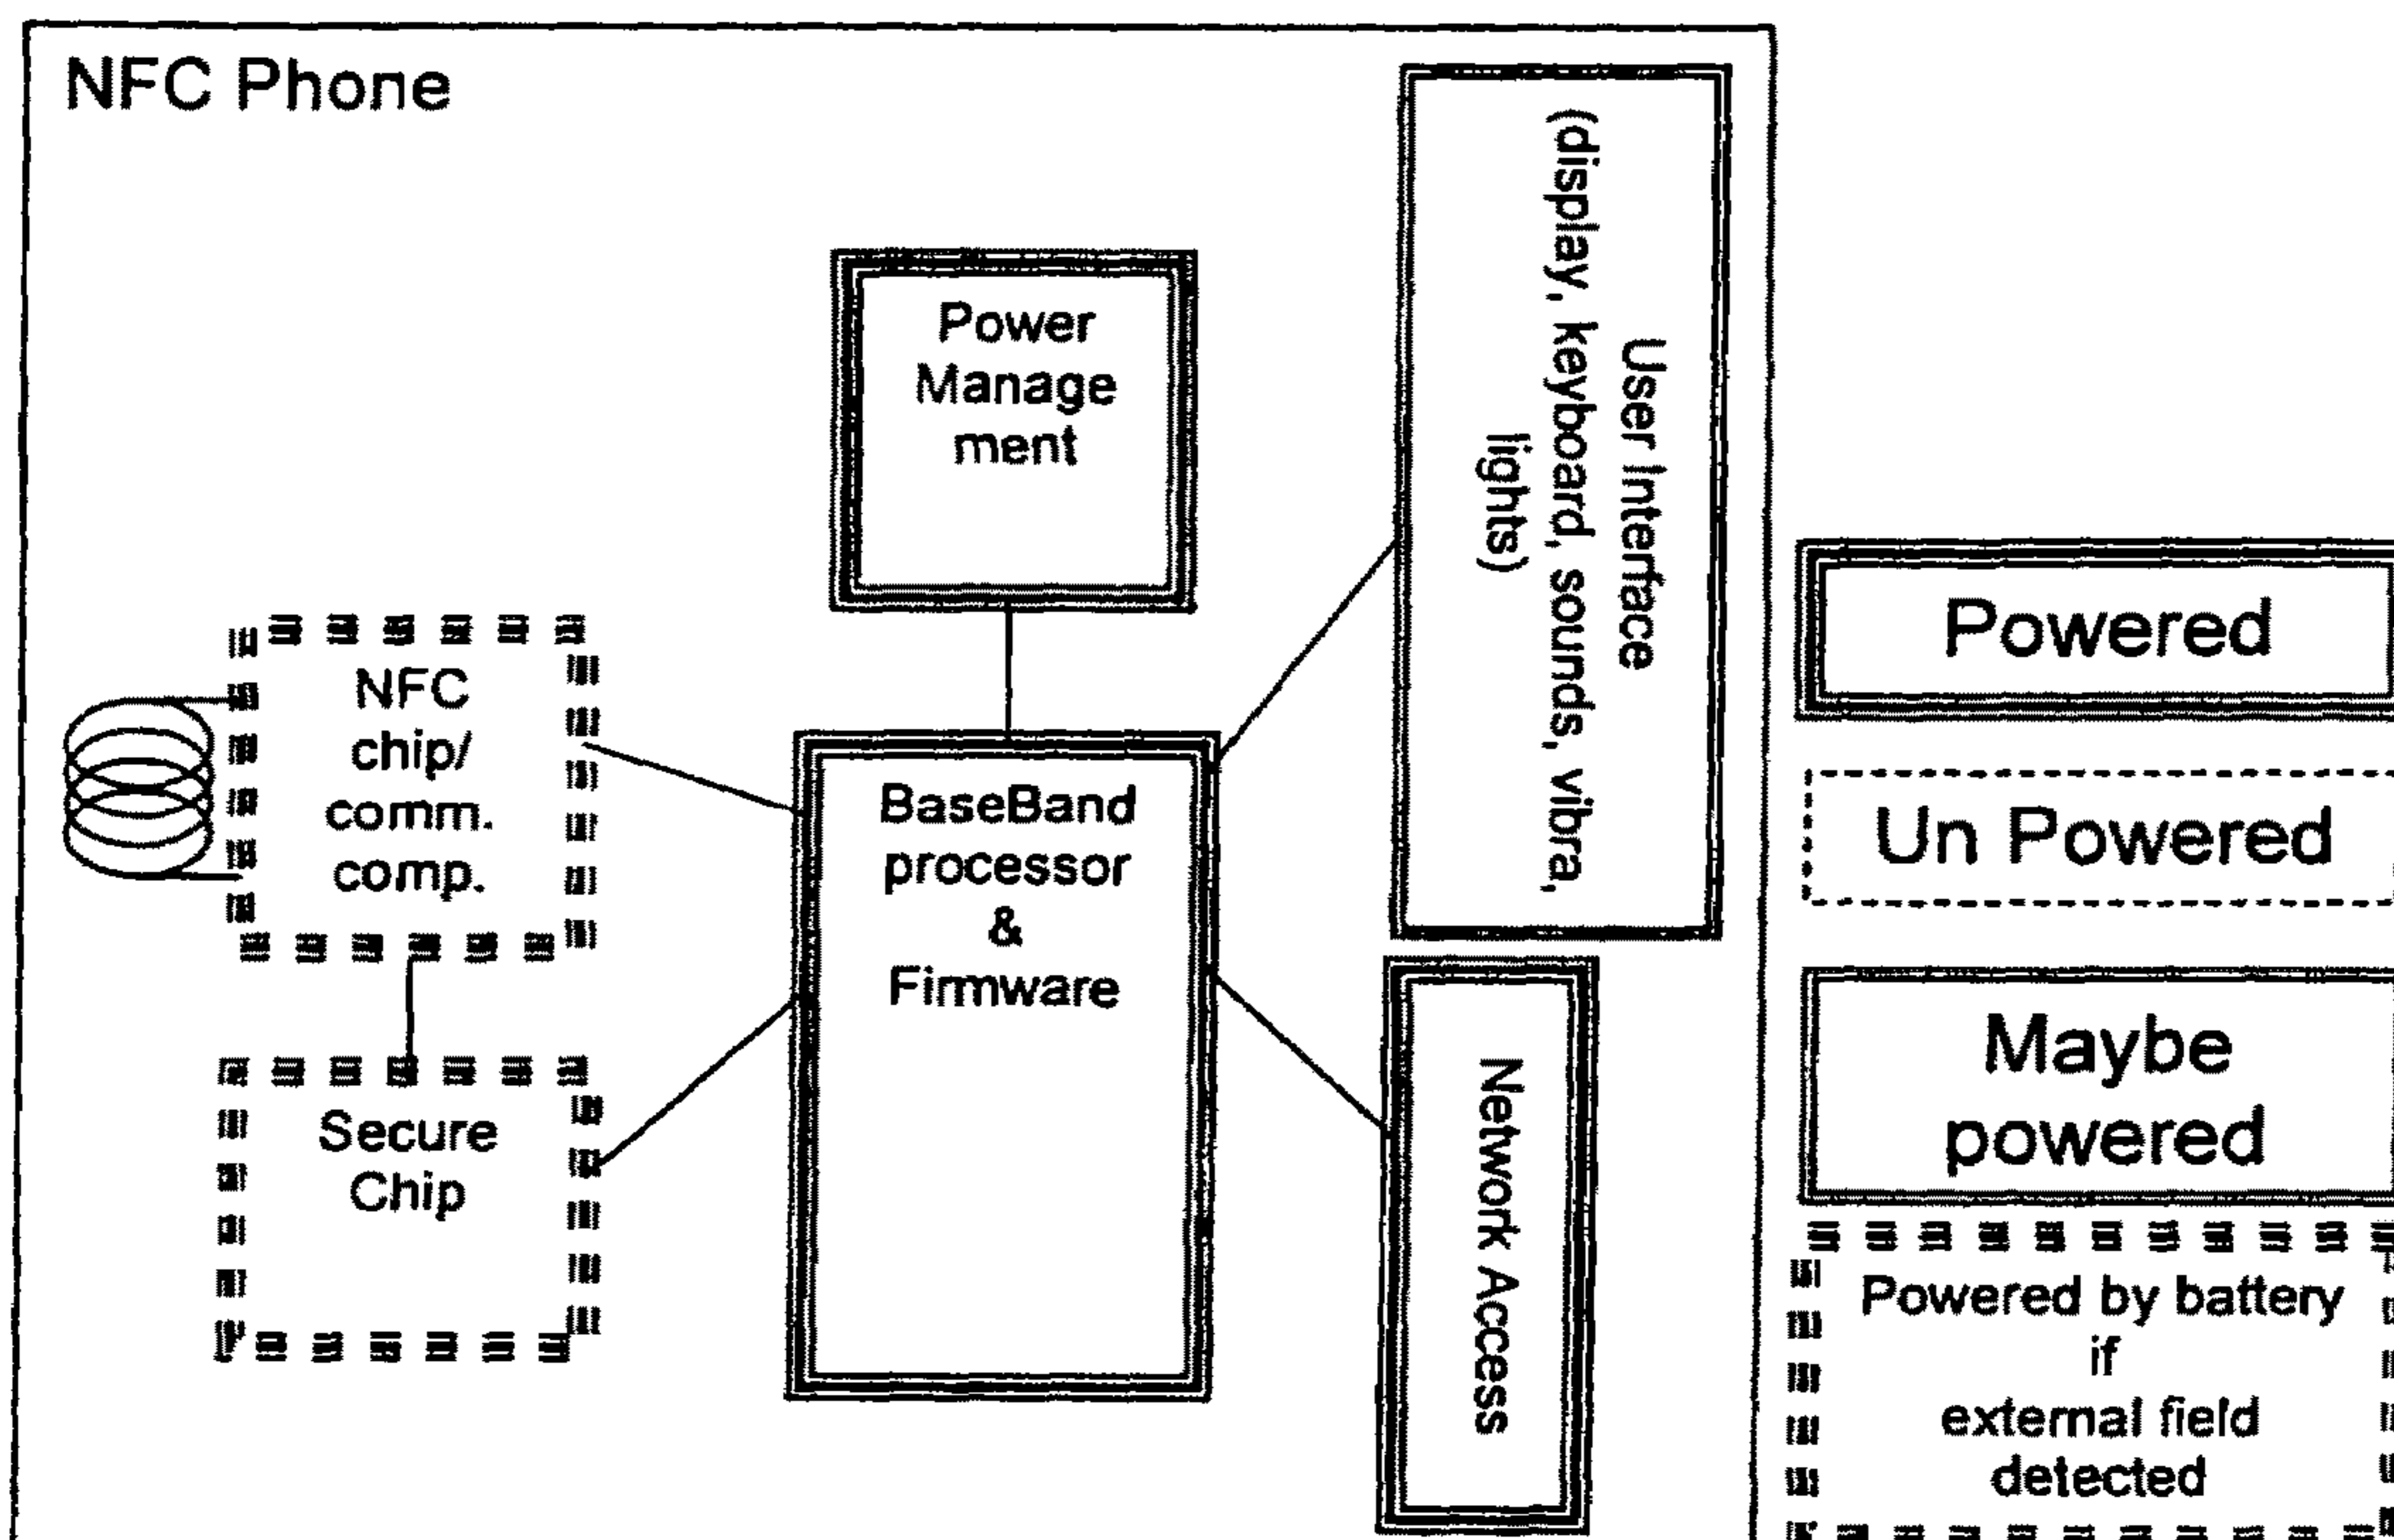 NFC Phone
Power
Manage
ment
User Interface
(display, keyboard, sounds, vibra,
lights)
NFC
chip/
comm.
comp.
BaseBand
processor
&
Firmware
Secure
Chip
Network Access
Powered
Un Powered
Maybe
powered
Powered by battery
if
external field
detected